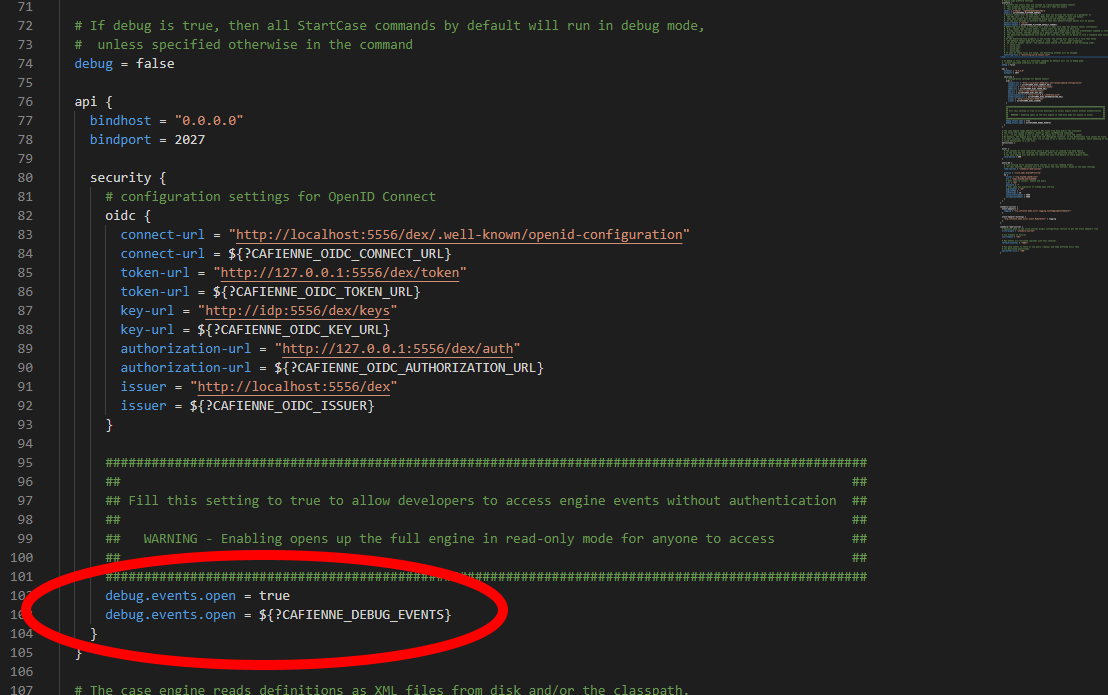 71
72 # If debug is true, then all StartCase commands by default will run in debug mode,
73 #  unless specified otherwise in the command
74 debug = false
75
76 api {
77 bindhost = "0.0.0.0"
78 bindport = 2027
79
80 security {
81 # configuration settings for OpenID Connect
82 oidc {
83 connect-url = "http://localhost:5556/dex/.well-known/openid-configuration"
84 connect-url = ${?CAFIENNE_OIDC_CONNECT_URL}
85 token-url = "http://127.0.0.1:5556/dex/token"
86 token-url = ${?CAFIENNE_OIDC_TOKEN_URL}
87 key-url = "http://idp:5556/dex/keys"
88 key-url = ${?CAFIENNE_OIDC_KEY_URL}
89 authorization-url = "http://127.0.0.1:5556/dex/auth"
90 authorization-url = ${?CAFIENNE_OIDC_AUTHORIZATION_URL}
91 issuer = "http://localhost:5556/dex"
92 issuer = ${?CAFIENNE_OIDC_ISSUER}
93 }
94
95 ###################################################################################################
96 ## ##
97 ## Fill this setting to true to allow developers to access engine events without authentication ##
98 ## ##
99 ## WARNING - Enabling opens up the full engine in read-only mode for anyone to access ##
100 ## ##
101 ###################################################################################################
102 debug.events.open = true
103 debug.events.open = ${?CAFIENNE_DEBUG_EVENTS}
104 }
105 }
106
107 # The case engine reads definitions as XML files from disk and/or the classpath.